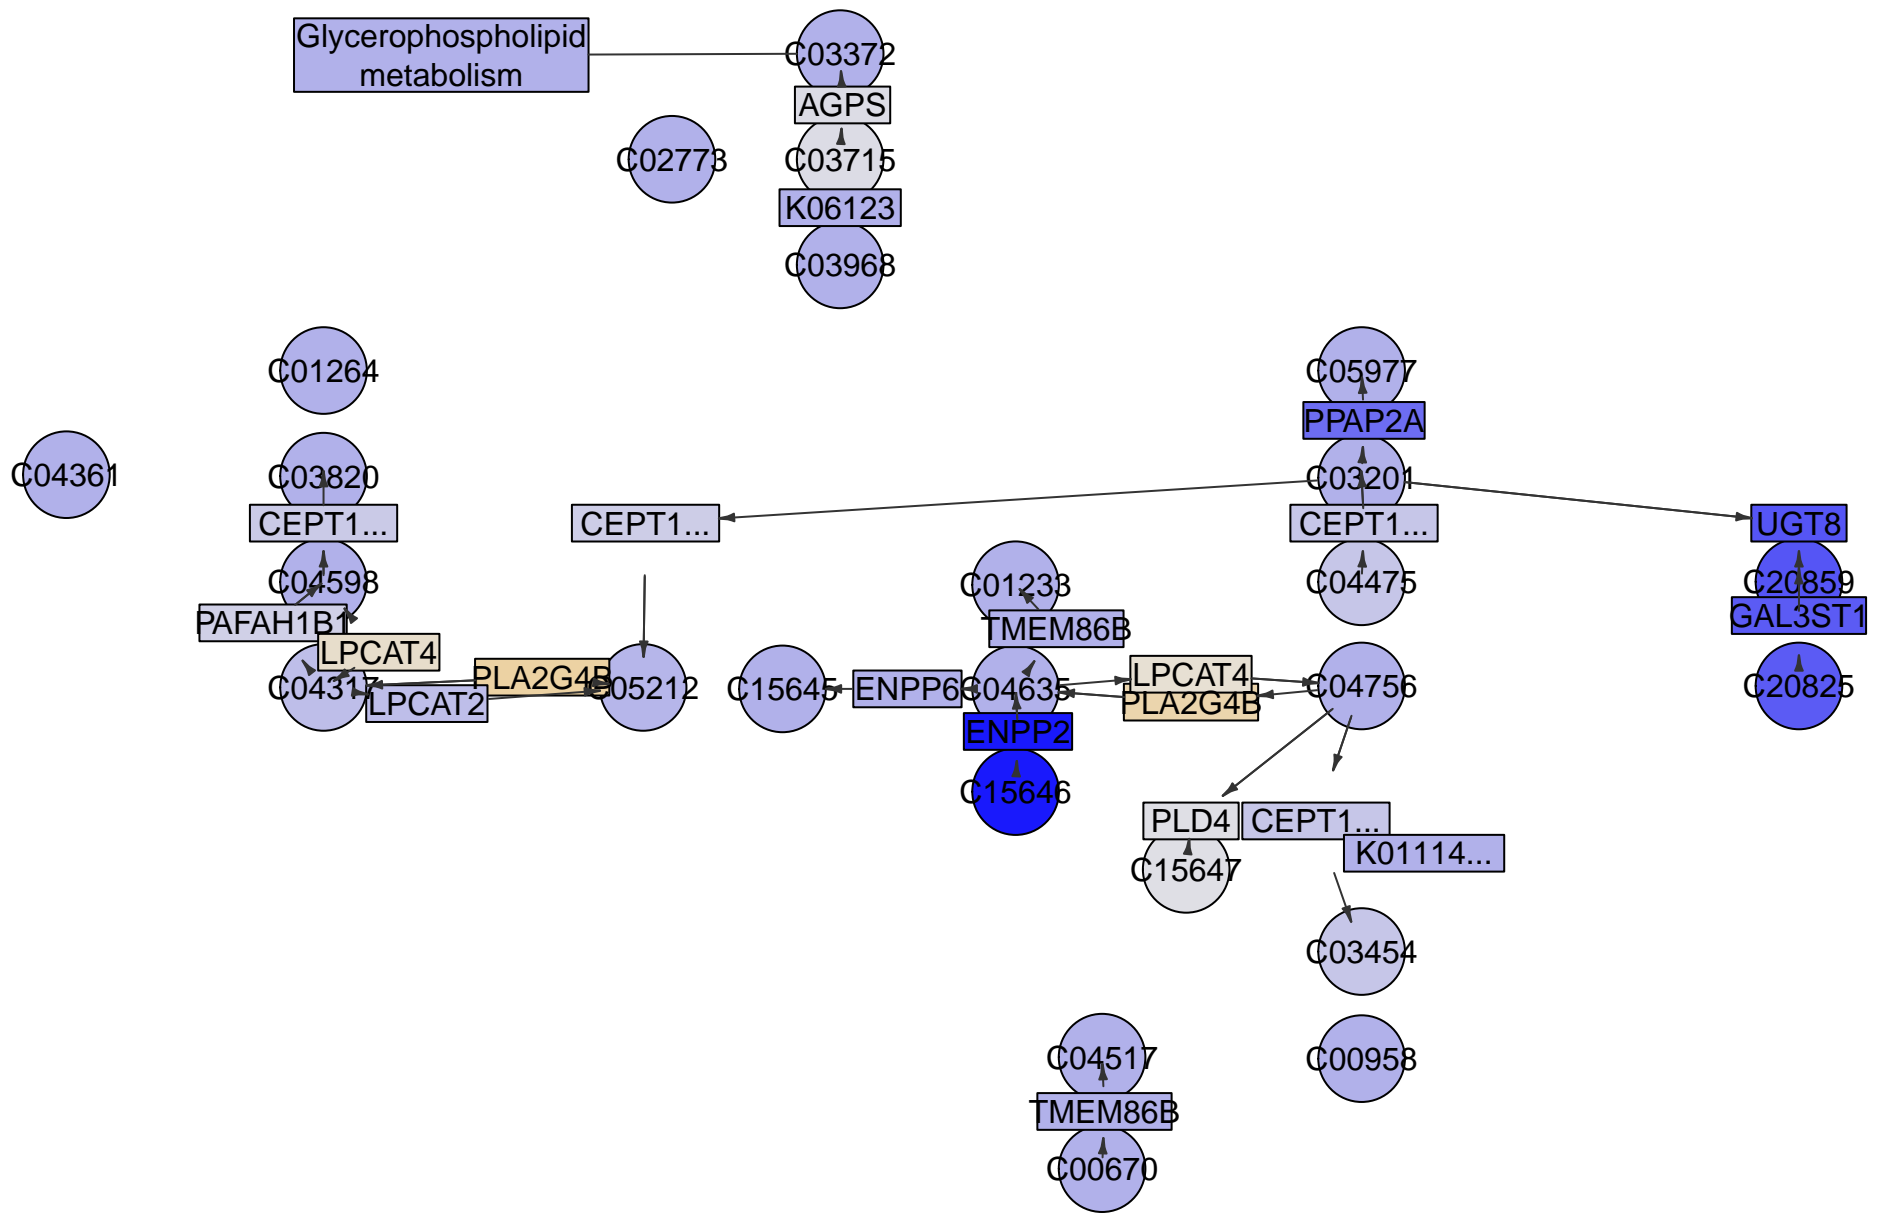 Glycerophospholipid
metabolism
C03372
AGPS
C02773
C03715
K06123
C03968
C01264
C05977
PPAP2A
C04361
C03820
C03201
CEPT1...
CEPT1...
CEPT1...
UGT8
C04598
C01233
C04475
C20859
PAFAH1B1
TMEM86B
GAL3ST1
LPCAT4
C04317
PLA2G4B
LPCAT2
C05212
C15645
ENPP6
C04635
LPCAT4
PLA2G4B
C04756
C20825
ENPP2
C15646
PLD4
CEPT1...
K01114...
C15647
C03454
C04517
C00958
TMEM86B
C00670